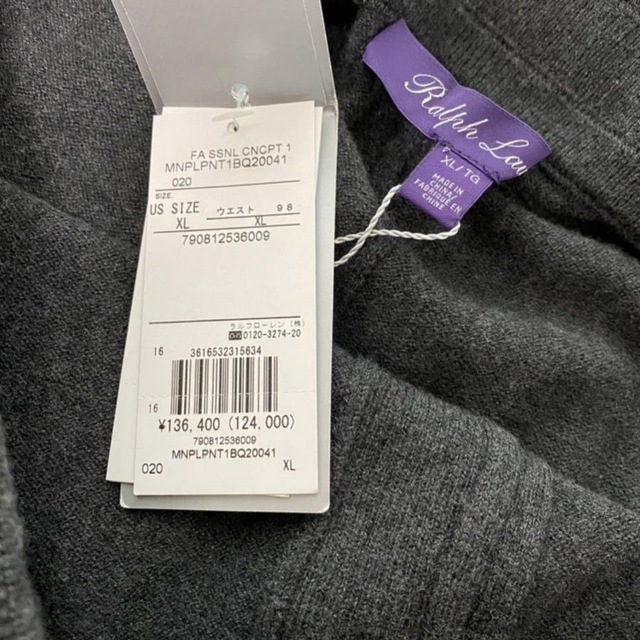 FA SSNL CNCPT 1
MNPLPNT1BQ20041
020
SIZE:
US SIZE ウエスト 98
XL XL
790812536009
ラルフローレン (株)
0120-3274-20
16 3616532315634
16
¥136,400 (124,000)
790812536009
MNPLPNT1BQ20041
020 XL
Ralph Lau
XL/TG
MADE IN
CHINA
FABRIQUÉ EN
CHINE